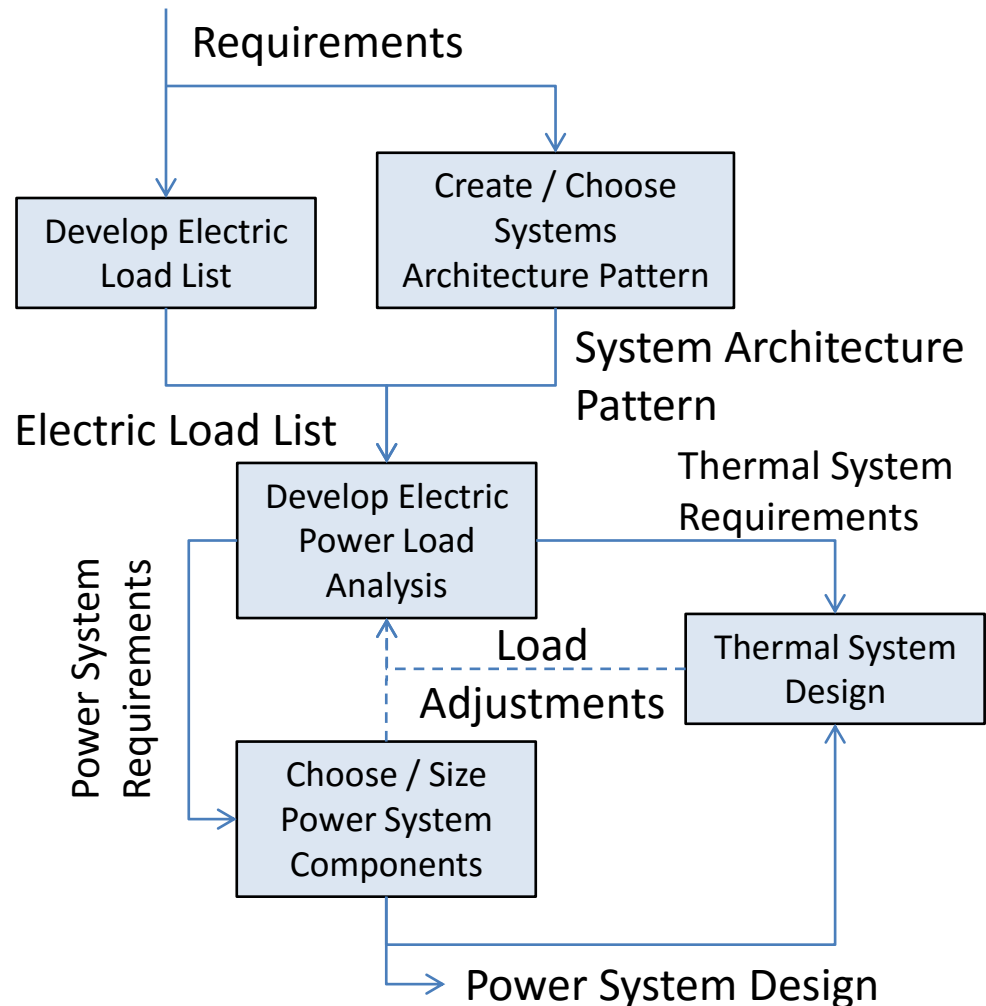 Requirements
Develop Electric
Load List
Create / Choose
Systems
Architecture Pattern
System Architecture
Pattern
Electric Load List
Develop Electric
Power Load
Analysis
Thermal System
Requirements
Power System
Requirements
Load
Adjustments
Thermal System
Design
Choose / Size
Power System
Components
Power System Design